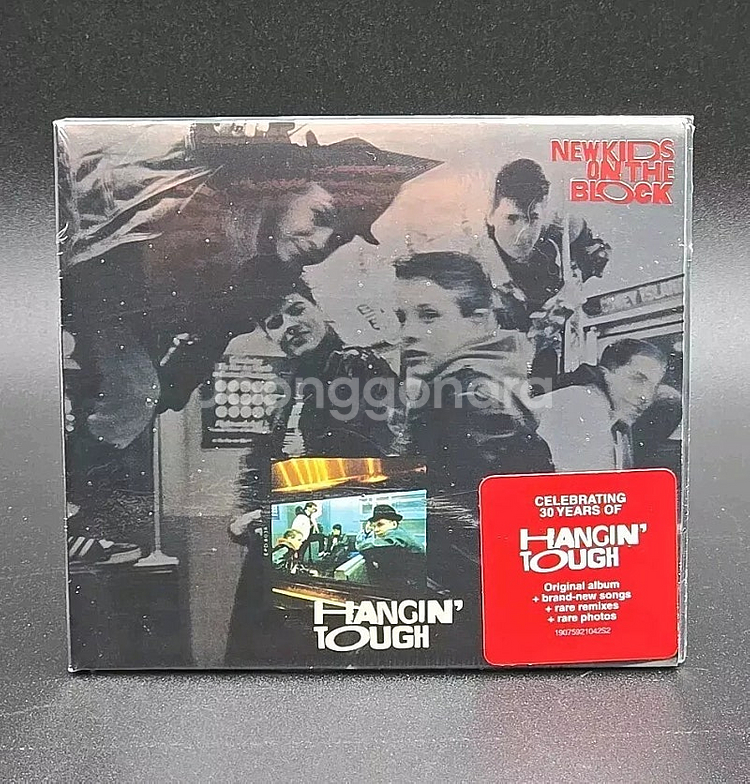 NEW KIDS
ON THE
BLOCK
HANGIN'
TOUGH
CELEBRATING
30 YEARS OF
HANGIN'
TOUGH
Original album
+ brand-new songs
+ rare remixes
+ rare photos
19075921042S2